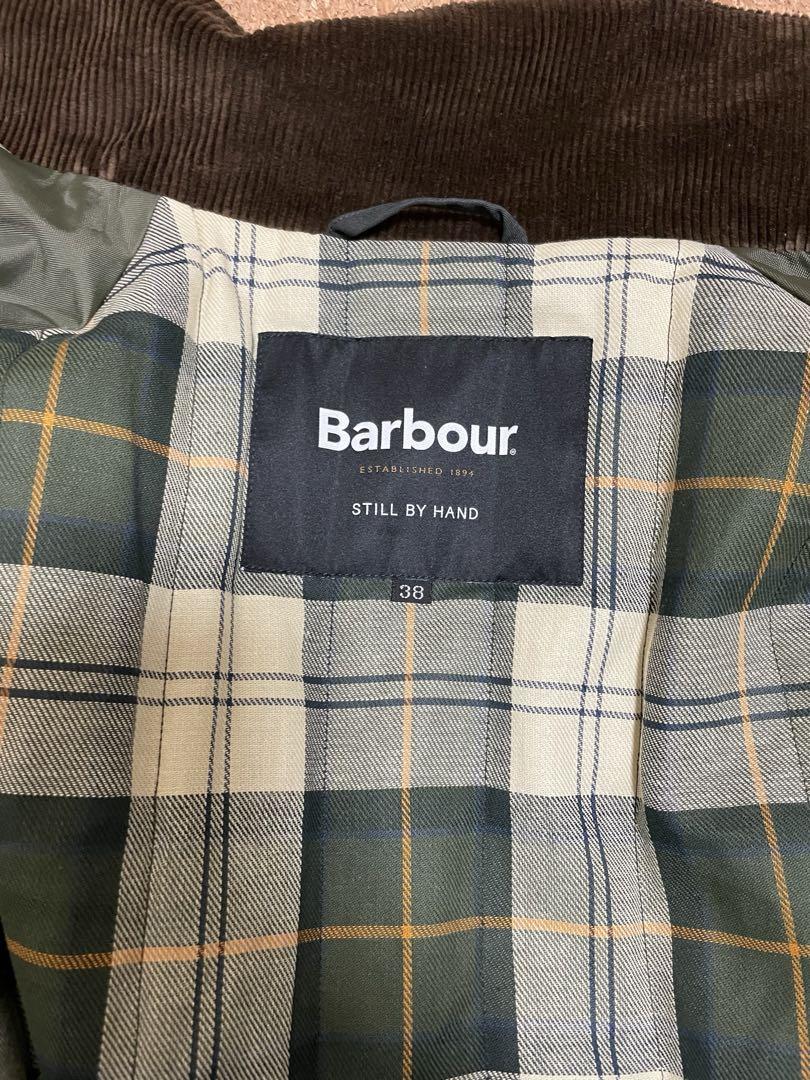 Barbour®
ESTABLISHED 1894
STILL BY HAND
38